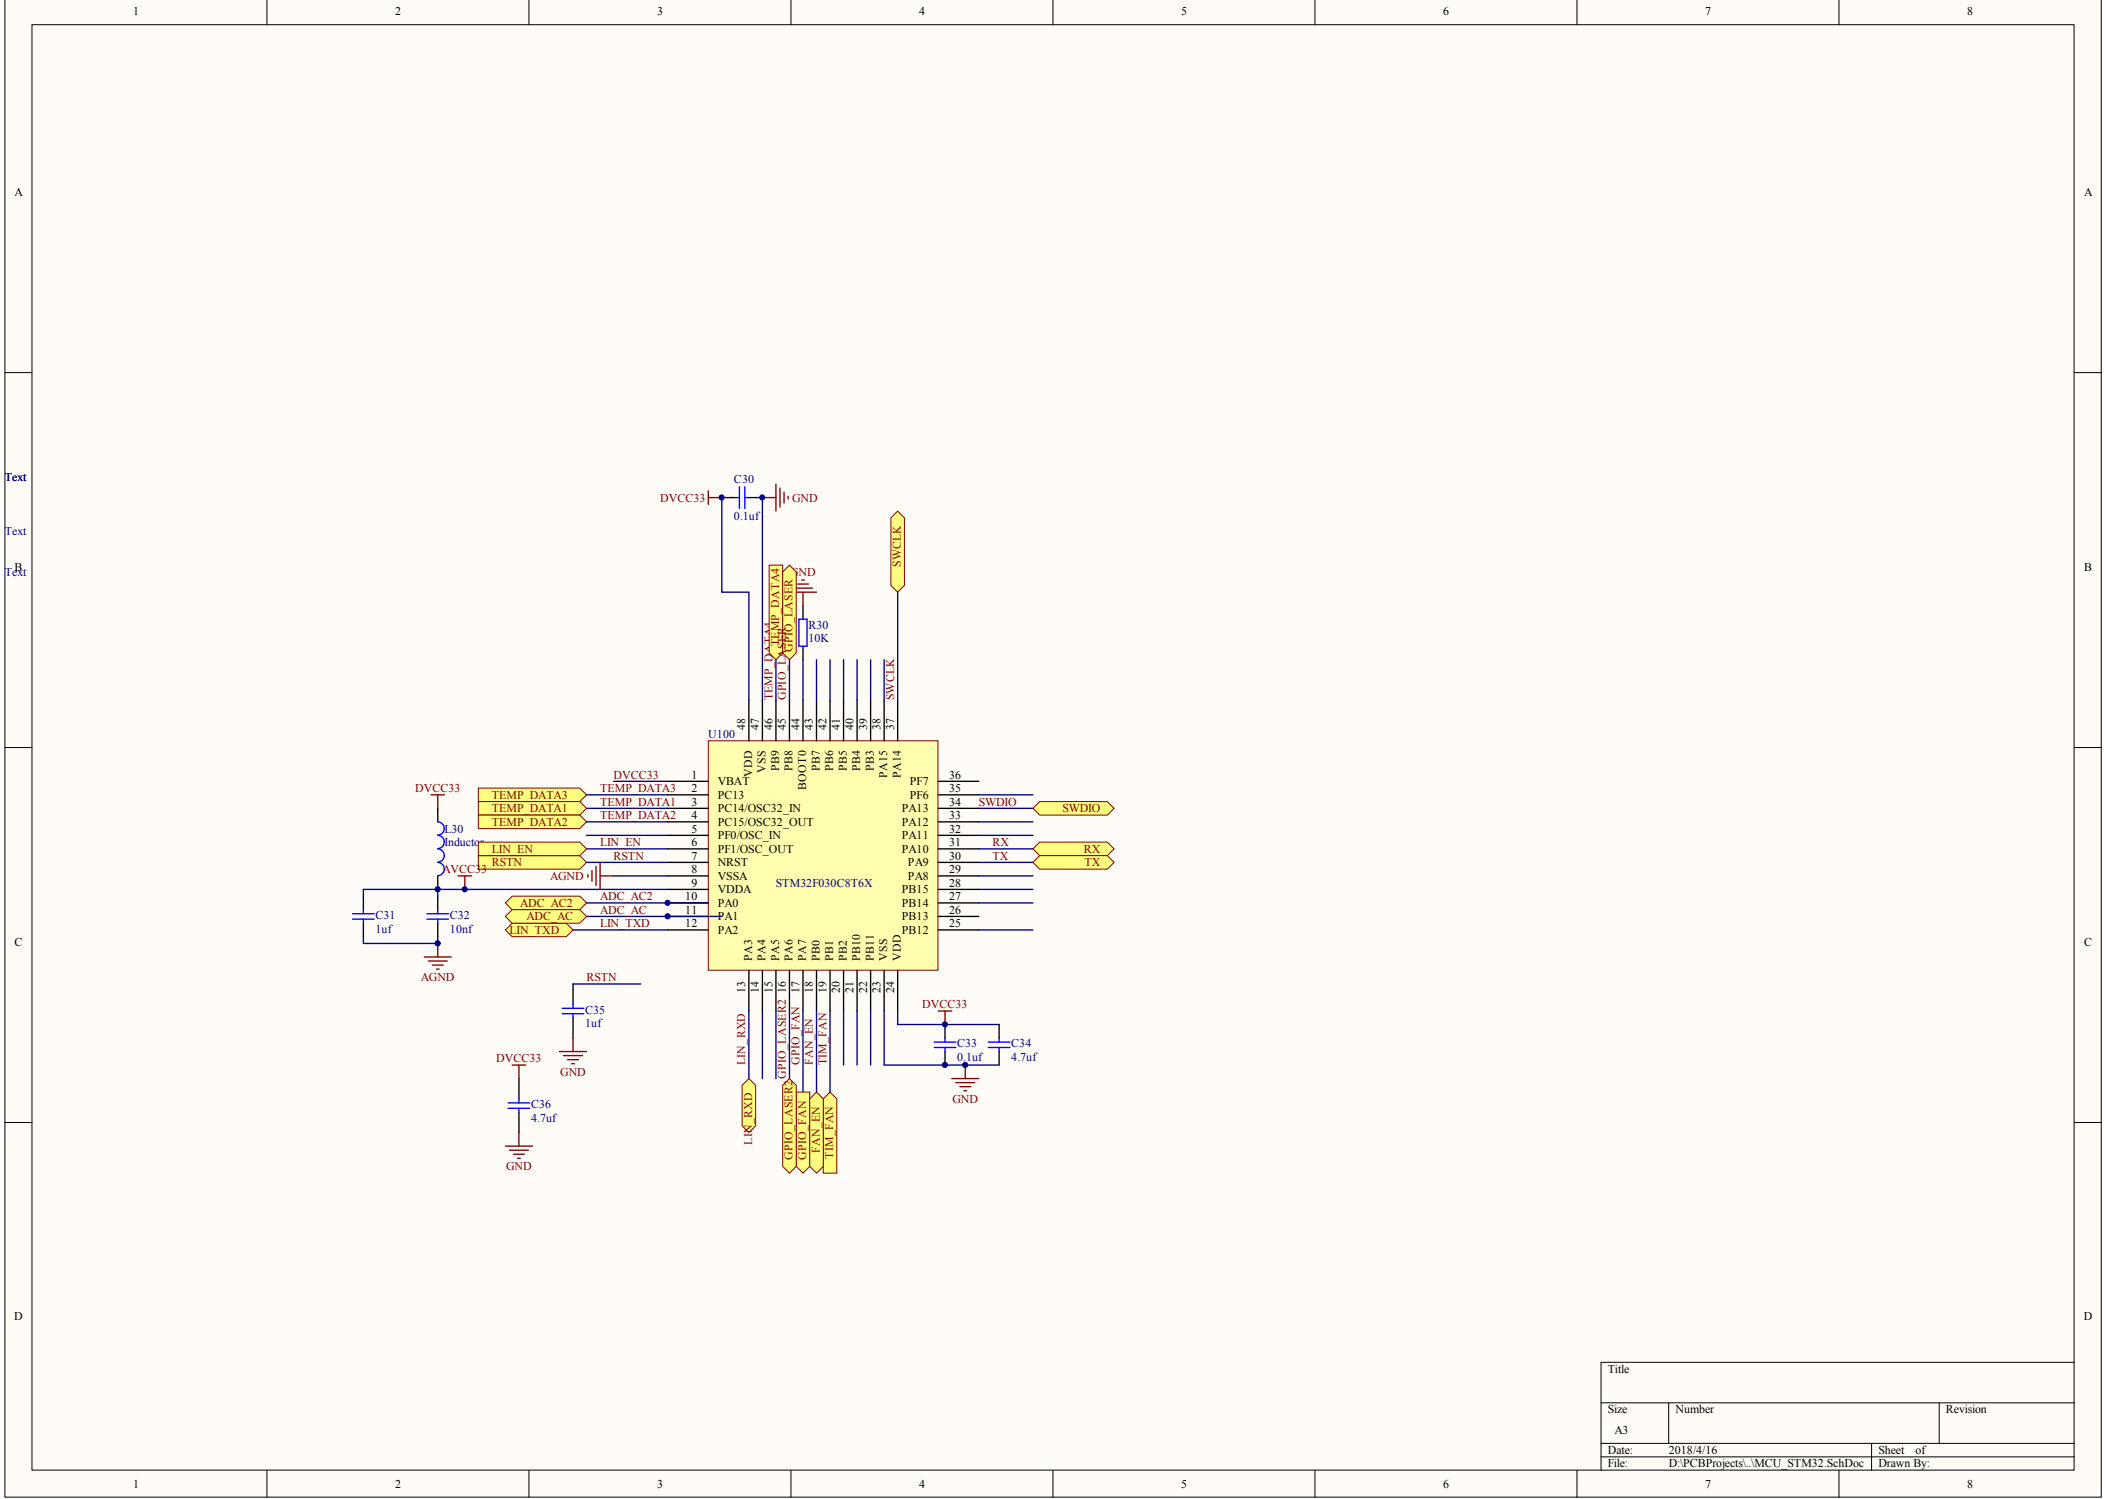 1 2 3 4 5 6 7 8
A A
Text
C30
DVCC33 GND
0.1uf
Text
SWCLK
B B
Text
TEMP_DATA4
GPIO_LASER
R30
10K
TEMP_DATA4
SWCLK
48 47 46 45 44 43 42 41 40 39 38 37
U100
VDD VSS PB9 PB8 BOOT0 PB7 PB6 PB5 PB4 PB3 PA15 PA14
DVCC33 1 VBAT PF7 36
DVCC33
TEMP_DATA3 TEMP_DATA3 2 PC13 PF6 35
TEMP_DATA1 TEMP_DATA1 3 PC14/OSC32_IN PA13 34 SWDIO SWDIO
TEMP_DATA2 TEMP_DATA2 4 PC15/OSC32_OUT PA12 33
L30
Inductor
5 PF0/OSC_IN PA11 32
LIN_EN LIN_EN 6 PF1/OSC_OUT PA10 31 RX RX
RSTN RSTN 7 NRST PA9 30 TX TX
AVCC33
AGND 8 VSSA PA8 29
STM32F030C8T6X
9 VDDA PB15 28
ADC_AC2 ADC_AC2 10 PA0 PB14 27
ADC_AC ADC_AC 11 PA1 PB13 26
LIN_TXD LIN_TXD 12 PA2 PB12 25
C31
1uf
C32
10nf
C C
AGND
PA3 PA4 PA5 PA6 PA7 PB0 PB1 PB2 PB10 PB11 VSS VDD
13 14 15 16 17 18 19 20 21 22 23 24
RSTN
C35
1uf
GND
DVCC33
C36
4.7uf
GND
LIN_RXD GPIO_LASER2 GPIO_FAN FAN_EN TIM_FAN
DVCC33
C33
0.1uf
C34
4.7uf
GND
LIN_RXD GPIO_LASER2 GPIO_FAN FAN_EN TIM_FAN
D D
Title
Size Number Revision
A3
Date: 2018/4/16 Sheet of
File: D:\PCBProjects\..\MCU_STM32.SchDoc Drawn By:
1 2 3 4 5 6 7 8